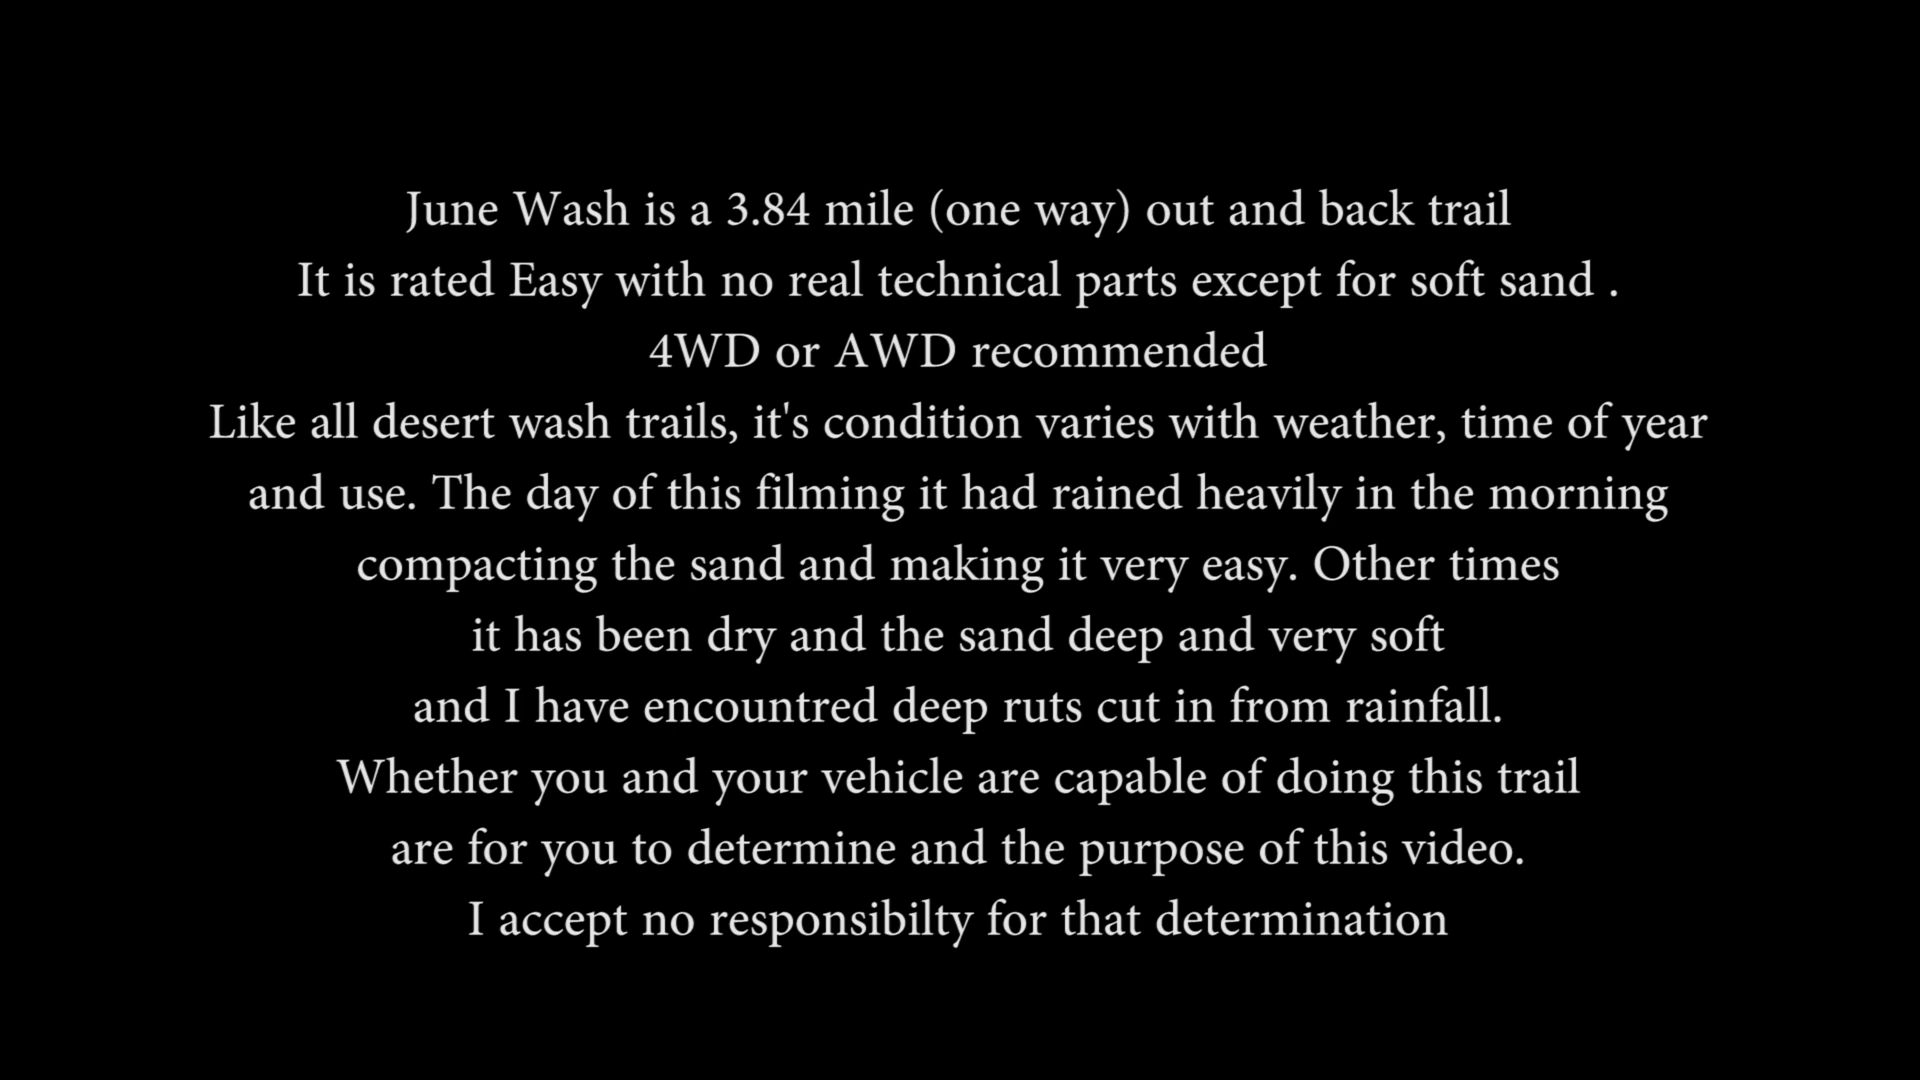 June Wash is a 3.84 mile (one way) out and back trail
It is rated Easy with no real technical parts except for soft sand .
4WD or AWD recommended
Like all desert wash trails, it's condition varies with weather, time of year
and use. The day of this filming it had rained heavily in the morning
compacting the sand and making it very easy. Other times
it has been dry and the sand deep and very soft
and I have encountred deep ruts cut in from rainfall.
Whether you and your vehicle are capable of doing this trail
are for you to determine and the purpose of this video.
I accept no responsibilty for that determination